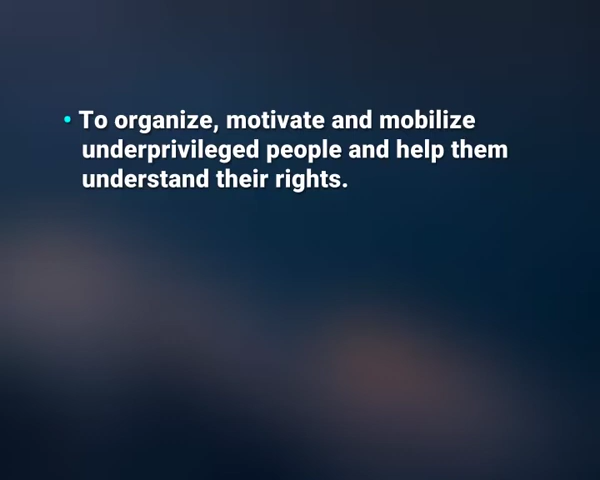 • To organize, motivate and mobilize
underprivileged people and help them
understand their rights.